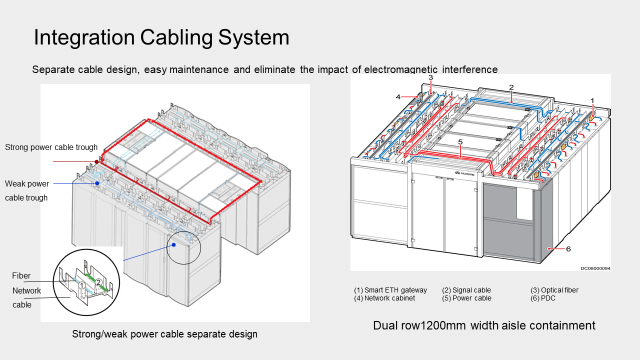 Integration Cabling System
Separate cable design, easy maintenance and eliminate the impact of electromagnetic interference
Strong power cable trough
Weak power
cable trough
Fiber
Network
cable
Strong/weak power cable separate design
3
2
4
1
5
6
DC06000094
(1) Smart ETH gateway (2) Signal cable (3) Optical fiber
(4) Network cabinet (5) Power cable (6) PDC
Dual row1200mm width aisle containment